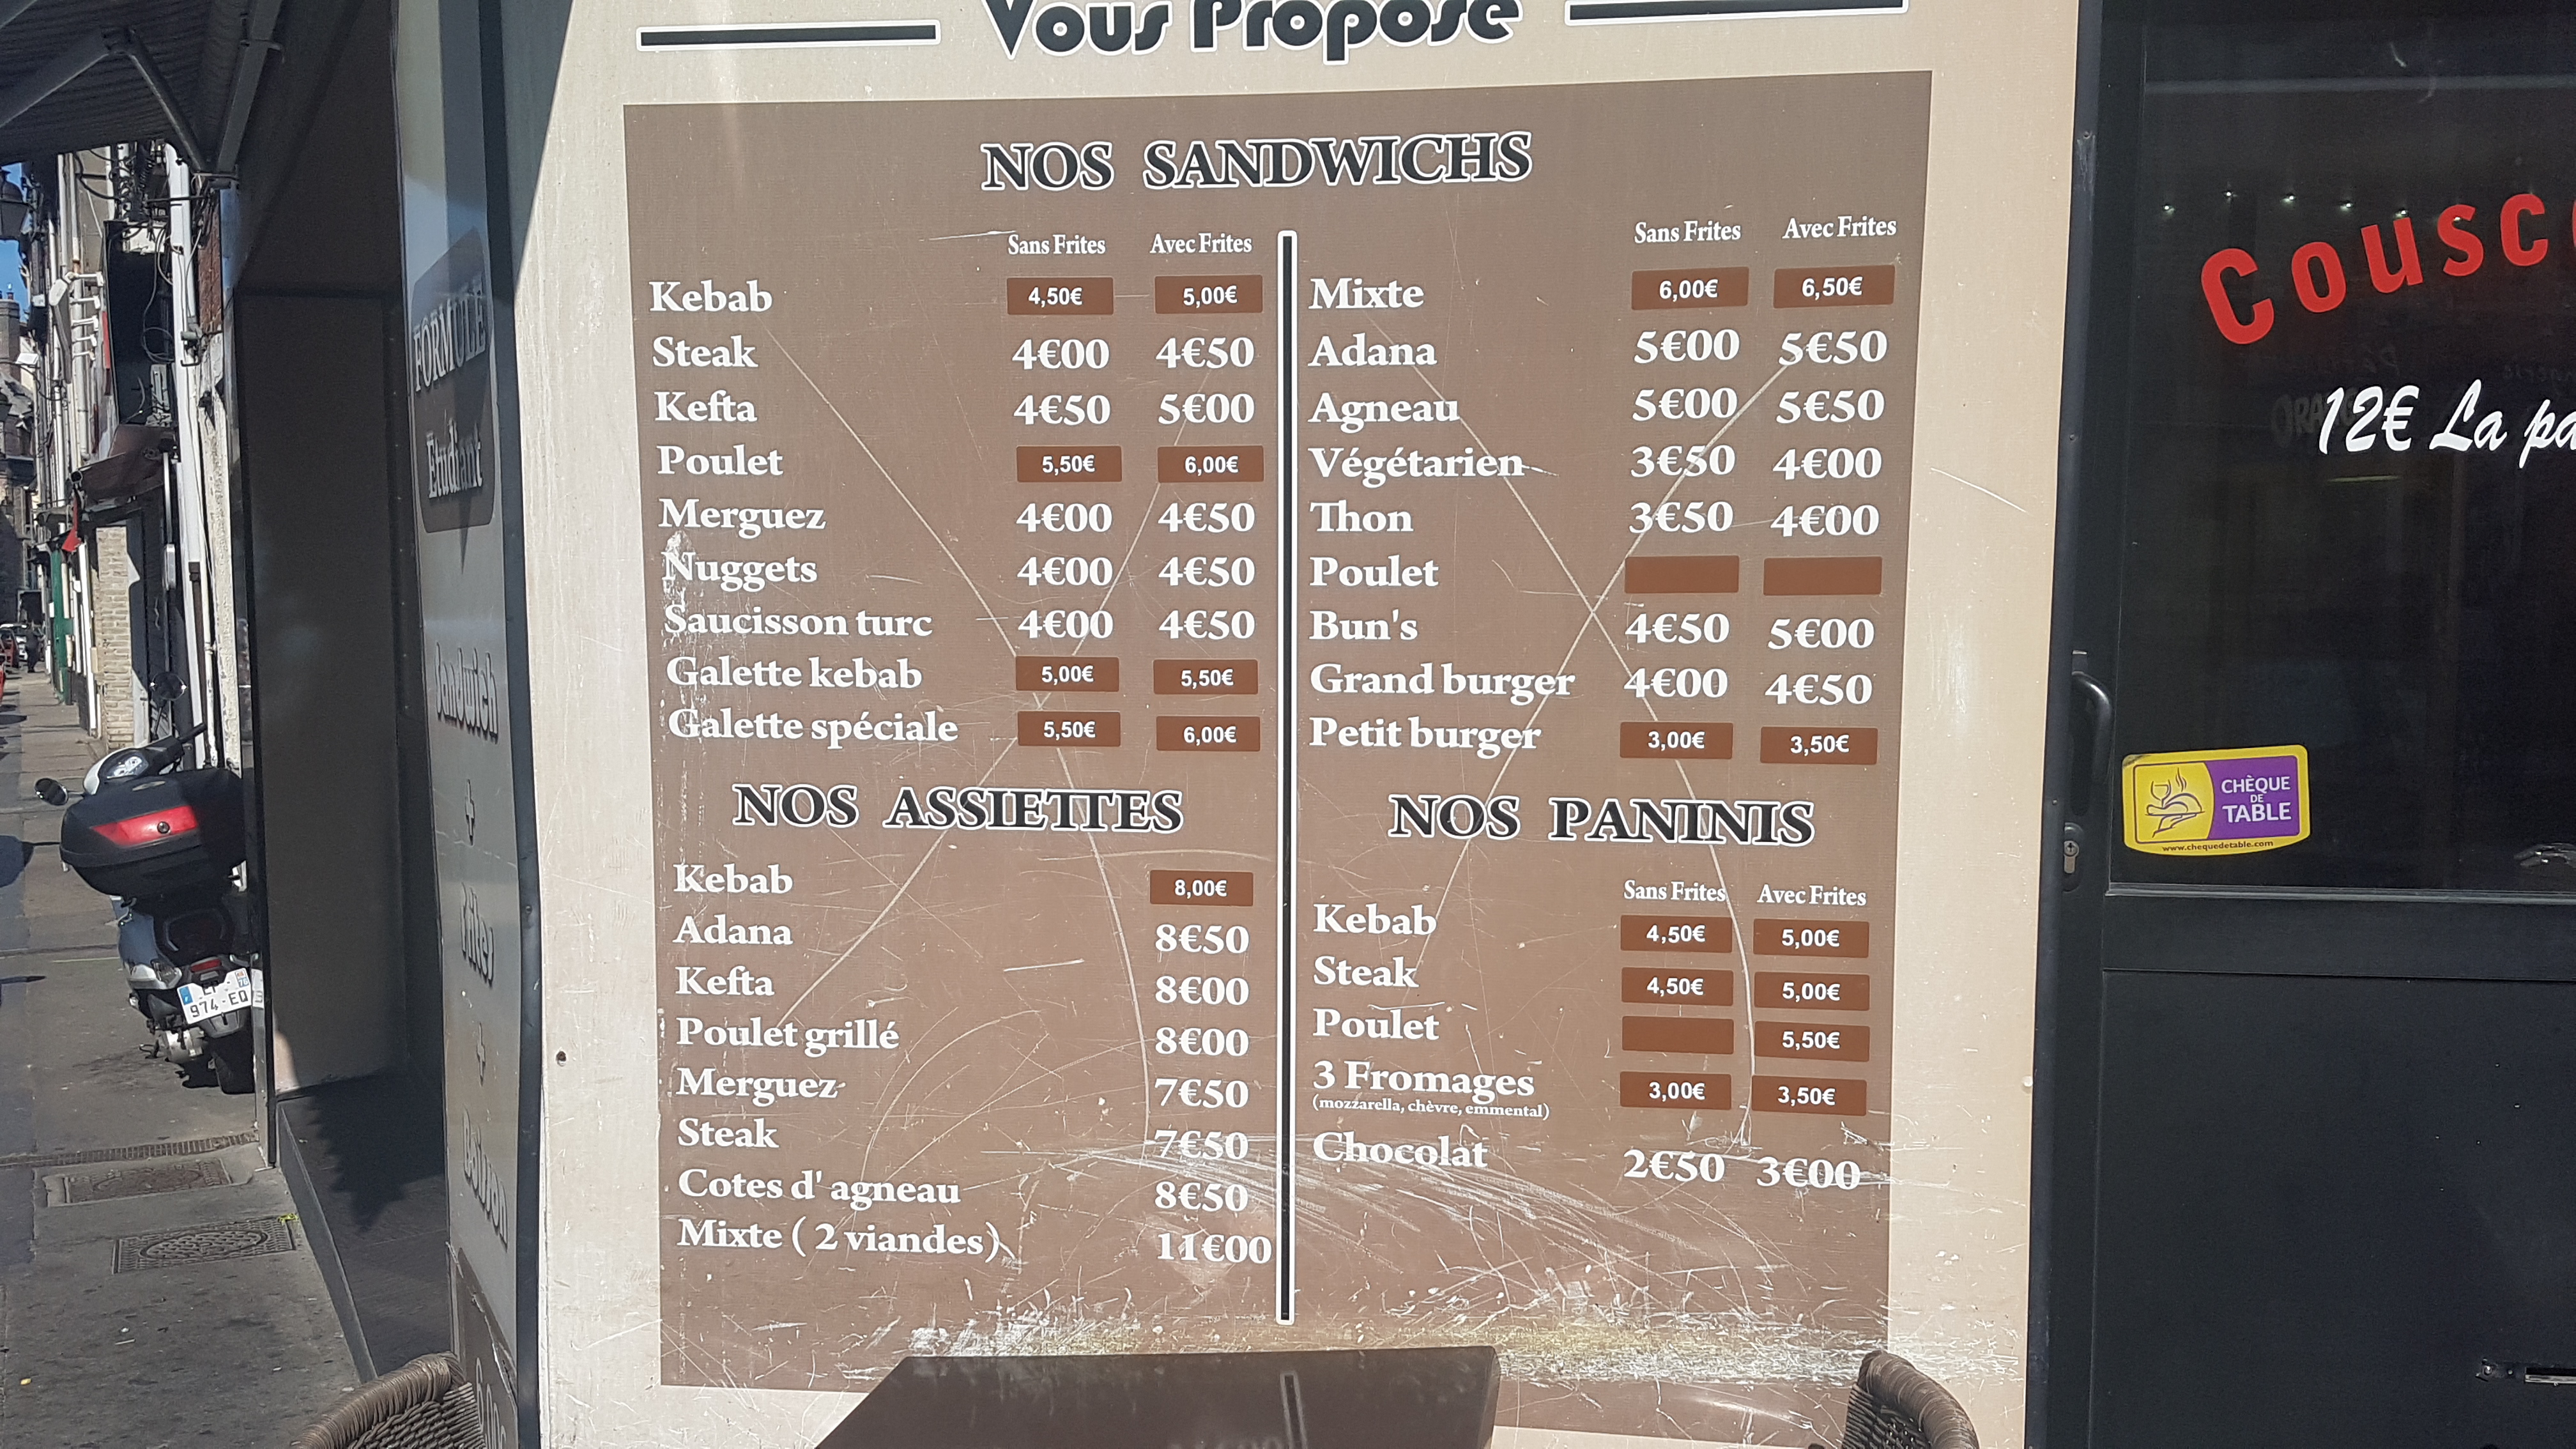 Vous Propose
NOS SANDWICHS
Sans Frites Avec Frites
Kebab 4,50€ 5,00€
Steak 4€00 4€50
Kefta 4€50 5€00
Poulet 5,50€ 6,00€
Merguez 4€00 4€50
Nuggets 4€00 4€50
Saucisson turc 4€00 4€50
Galette kebab 5,00€ 5,50€
Galette spéciale 5,50€ 6,00€
Sans Frites Avec Frites
Mixte 6,00€ 6,50€
Adana 5€00 5€50
Agneau 5€00 5€50
Végétarien 3€50 4€00
Thon 3€50 4€00
Poulet
Bun's 4€50 5€00
Grand burger 4€00 4€50
Petit burger 3,00€ 3,50€
NOS ASSIETTES
Kebab 8,00€
Adana 8€50
Kefta 8€00
Poulet grillé 8€00
Merguez 7€50
Steak 7€50
Cotes d' agneau 8€50
Mixte ( 2 viandes) 11€00
NOS PANINIS
Sans Frites Avec Frites
Kebab 4,50€ 5,00€
Steak 4,50€ 5,00€
Poulet 5,50€
3 Fromages 3,00€ 3,50€
(mozzarella, chèvre, emmental)
Chocolat 2€50 3€00
FORMULE
Etudiant
Sandwich
+
Frites
+
Boisson
12€ La
CHÈQUE
DE
TABLE
www.chequedetable.com
974 EQ